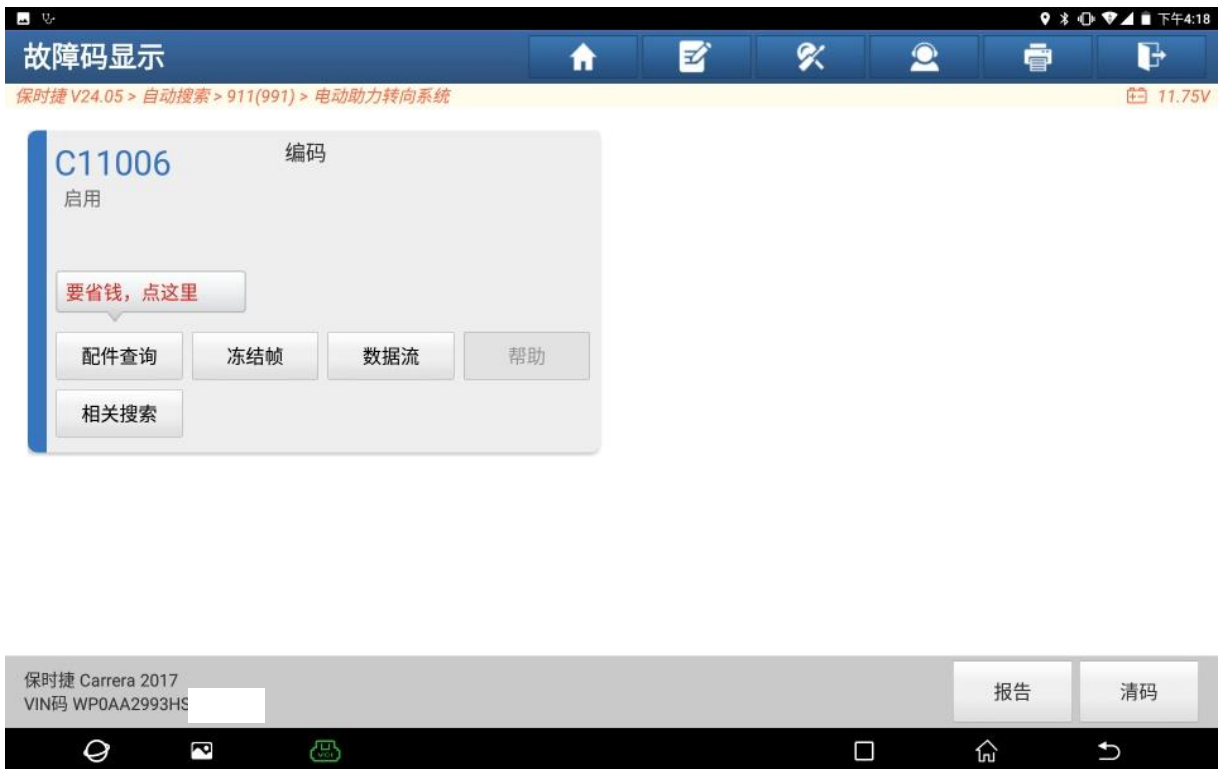 下午4:18
故障码显示
保时捷 V24.05 > 自动搜索 > 911(991) > 电动助力转向系统
11.75V
C11006
编码
启用
要省钱，点这里
配件查询
冻结帧
数据流
帮助
相关搜索
保时捷 Carrera 2017
VIN码 WP0AA2993HS
报告
清码
VCI